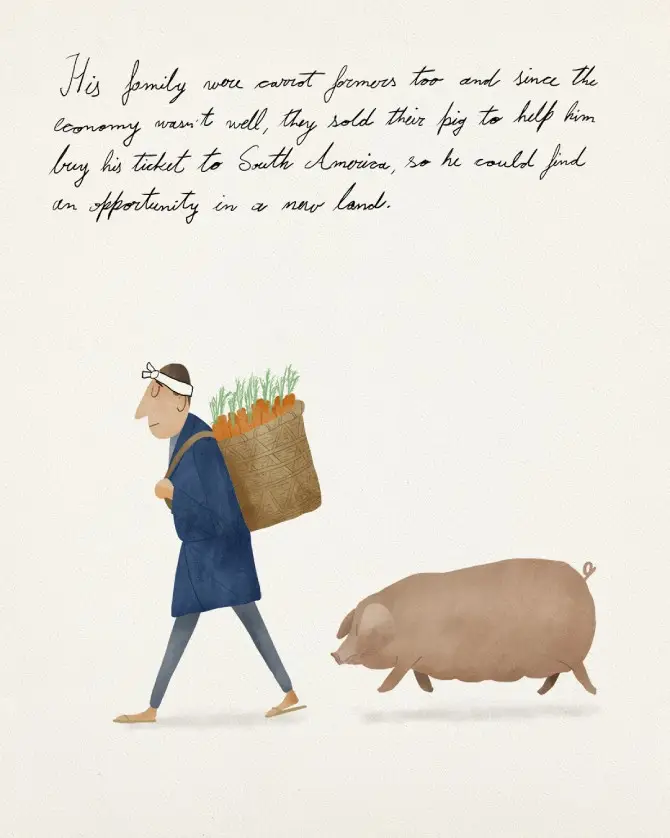 His family were carrot farmers too and since the
economy wasn't well, they sold their pig to help him
buy his ticket to South America, so he could find
an opportunity in a new land.